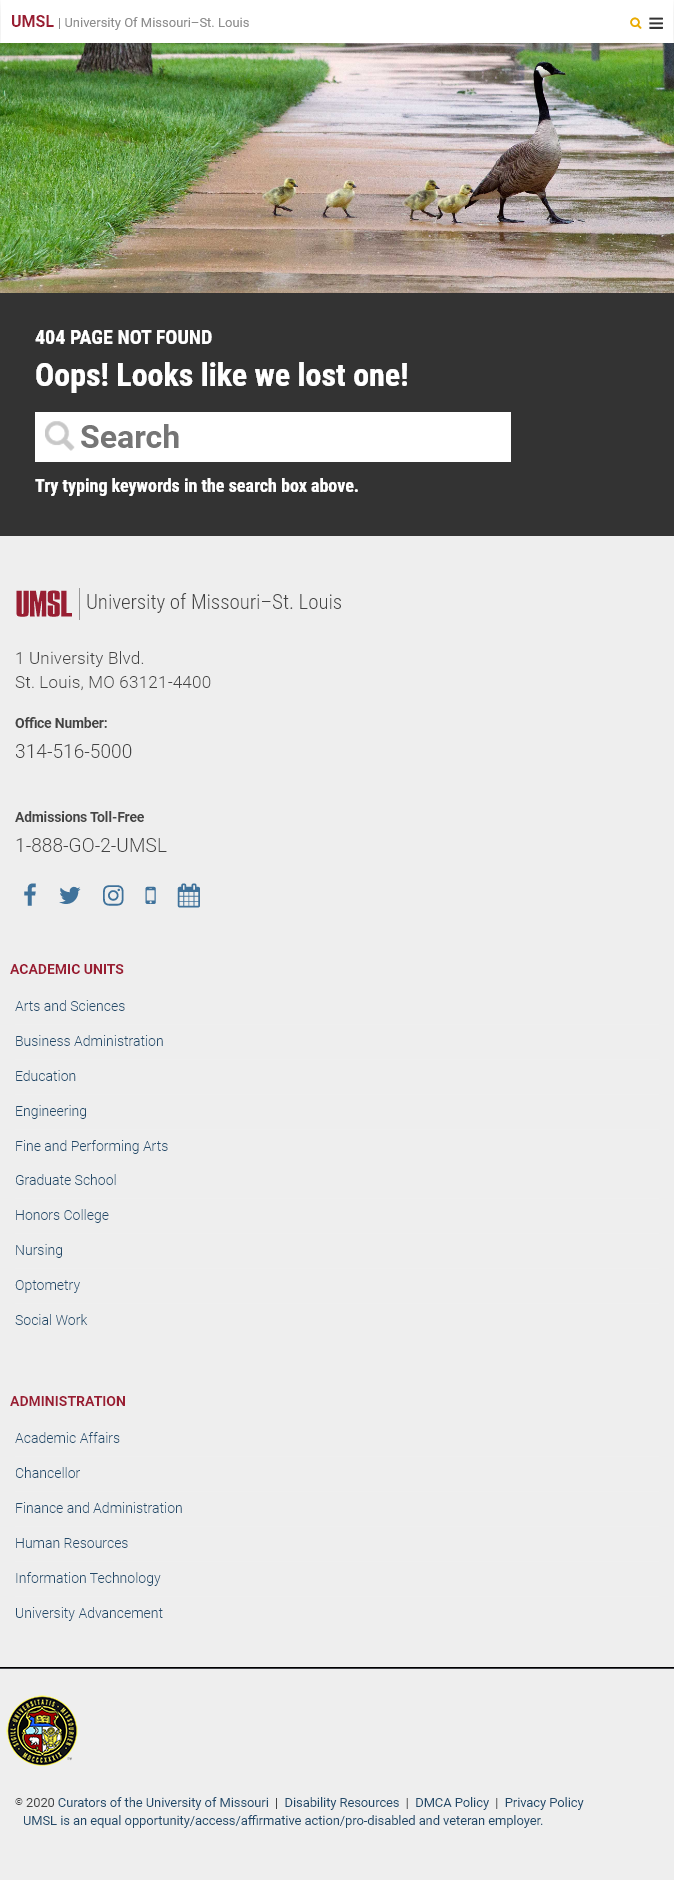 UMSL | University Of Missouri–St. Louis
404 PAGE NOT FOUND
Oops! Looks like we lost one!
Search
Try typing keywords in the search box above.
UMSL University of Missouri–St. Louis
1 University Blvd.
St. Louis, MO 63121-4400
Office Number:
314-516-5000
Admissions Toll-Free
1-888-GO-2-UMSL
ACADEMIC UNITS
Arts and Sciences
Business Administration
Education
Engineering
Fine and Performing Arts
Graduate School
Honors College
Nursing
Optometry
Social Work
ADMINISTRATION
Academic Affairs
Chancellor
Finance and Administration
Human Resources
Information Technology
University Advancement
© 2020 Curators of the University of Missouri | Disability Resources | DMCA Policy | Privacy Policy
UMSL is an equal opportunity/access/affirmative action/pro-disabled and veteran employer.